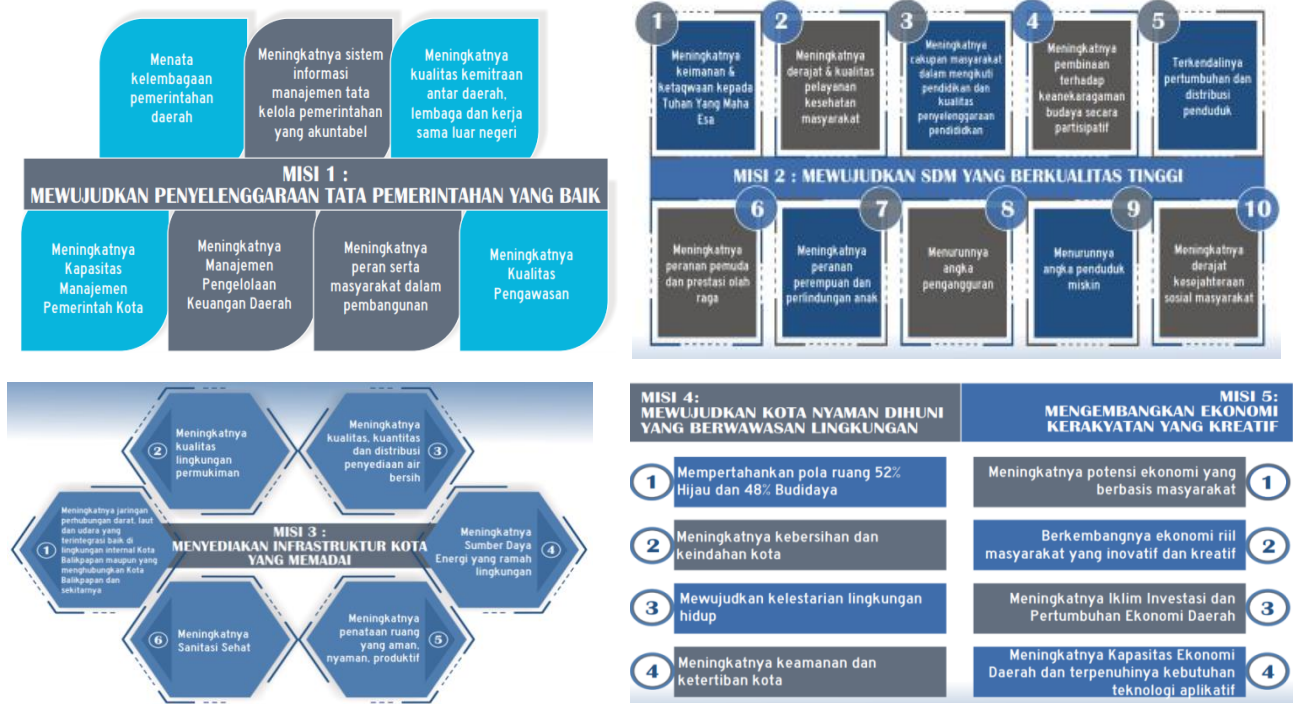 Menata
kelembagaan
pemerintahan
daerah
Meningkatnya sistem
informasi
manajemen tata
kelola pemerintahan
yang akuntabel
Meningkatnya
kualitas kemitraan
antar daerah,
lembaga dan kerja
sama luar negeri
MISI 1 :
MEWUJUDKAN PENYELENGGARAAN TATA PEMERINTAHAN YANG BAIK
Meningkatnya
Kapasitas
Manajemen
Pemerintah Kota
Meningkatnya
Manajemen
Pengelolaan
Keuangan Daerah
Meningkatnya
peran serta
masyarakat dalam
pembangunan
Meningkatnya
Kualitas
Pengawasan
1
Meningkatnya
keimanan &
ketaqwaan kepada
Tuhan Yang Maha
Esa
2
Meningkatnya
derajat & kualitas
pelayanan
kesehatan
masyarakat
3
Meningkatnya
cakupan masyarakat
dalam mengikuti
pendidikan dan
kualitas
penyelenggaraan
pendididkan
4
Meningkatnya
pembinaan
terhadap
keanekaragaman
budaya secara
partisipatif
5
Terkendalinya
pertumbuhan dan
distribusi
penduduk
MISI 2 : MEWUJUDKAN SDM YANG BERKUALITAS TINGGI
6
Meningkatnya
peranan pemuda
dan prestasi olah
raga
7
Meningkatnya
peranan
perempuan dan
perlindungan anak
8
Menurunnya
angka
pengangguran
9
Menurunnya
angka penduduk
miskin
10
Meningkatnya
derajat
kesejahteraan
sosial masyarakat
2
Meningkatnya
kualitas
lingkungan
permukiman
Meningkatnya
kualitas, kuantitas
dan distribusi
penyediaan air
bersih
3
1
Meningkatnya jaringan
perhubungan darat, laut
dan udara yang
terintegrasi baik di
lingkungan internal Kota
Balikpapan maupun yang
menghubungkan Kota
Balikpapan dan
sekitarnya
MISI 3 :
MENYEDIAKAN INFRASTRUKTUR KOTA
YANG MEMADAI
Meningkatnya
Sumber Daya
Energi yang ramah
lingkungan
4
6
Meningkatnya
Sanitasi Sehat
Meningkatnya
penataan ruang
yang aman,
nyaman, produktif
5
MISI 4:
MEWUJUDKAN KOTA NYAMAN DIHUNI
YANG BERWAWASAN LINGKUNGAN
1
Mempertahankan pola ruang 52%
Hijau dan 48% Budidaya
2
Meningkatnya kebersihan dan
keindahan kota
3
Mewujudkan kelestarian lingkungan
hidup
4
Meningkatnya keamanan dan
ketertiban kota
MISI 5:
MENGEMBANGKAN EKONOMI
KERAKYATAN YANG KREATIF
Meningkatnya potensi ekonomi yang
berbasis masyarakat
1
Berkembangnya ekonomi riil
masyarakat yang inovatif dan kreatif
2
Meningkatnya Iklim Investasi dan
Pertumbuhan Ekonomi Daerah
3
Meningkatnya Kapasitas Ekonomi
Daerah dan terpenuhinya kebutuhan
teknologi aplikatif
4